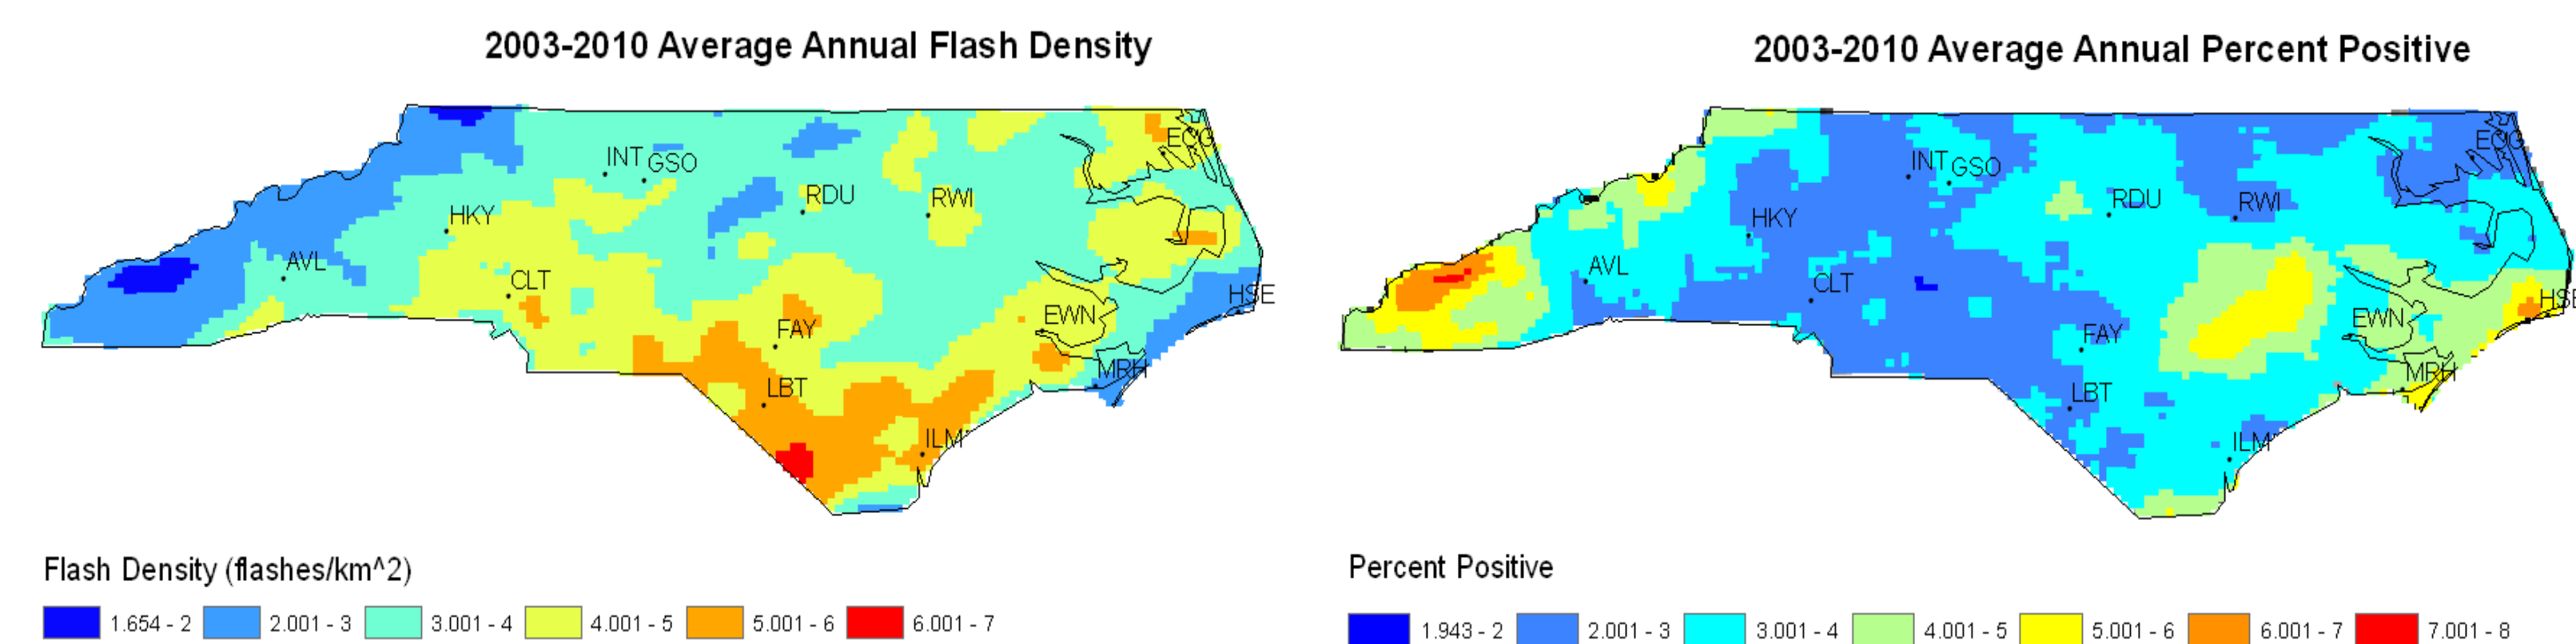 2003-2010 Average Annual Flash Density
INT GSO
ECG
HKY
RDU
RWI
AVL
CLT
HSE
EWN
FAY
MRH
LBT
ILM
Flash Density (flashes/km^2)
1.654 - 2 2.001 - 3 3.001 - 4 4.001 - 5 5.001 - 6 6.001 - 7
2003-2010 Average Annual Percent Positive
ECG
INT GSO
RDU
RWI
HKY
AVL
CLT
HSE
EWN
FAY
MRH
LBT
ILM
Percent Positive
1.943 - 2 2.001 - 3 3.001 - 4 4.001 - 5 5.001 - 6 6.001 - 7 7.001 - 8